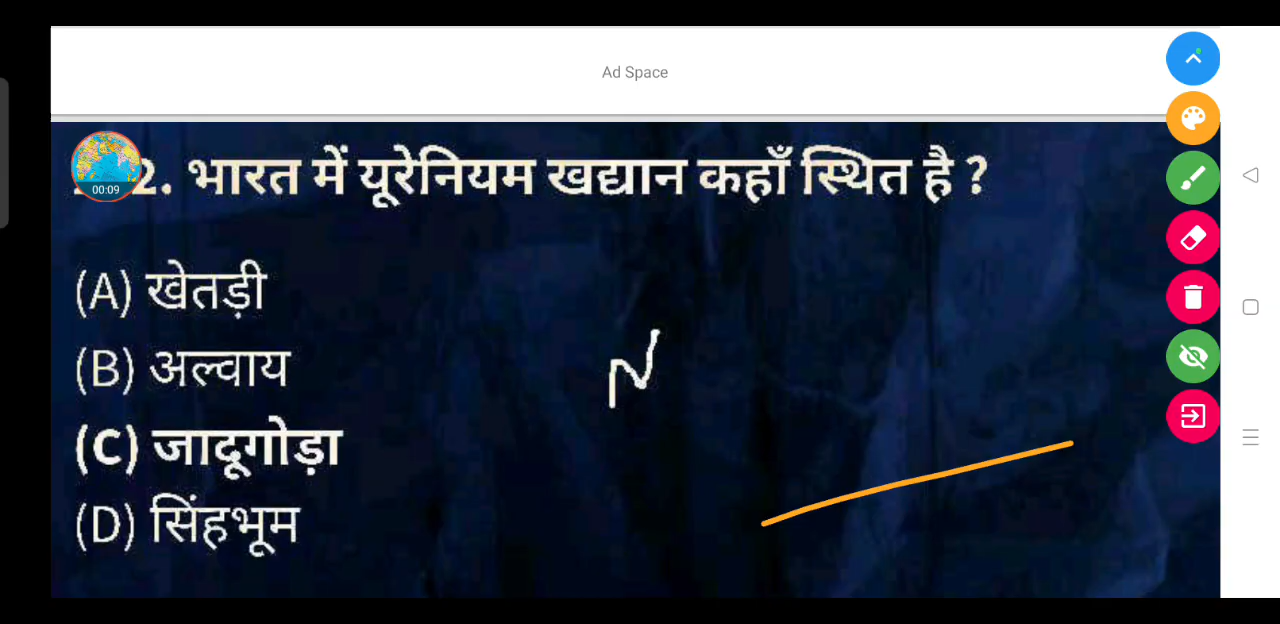 Ad Space
2. भारत में यूरेनियम खद्यान कहाँ स्थित है ?
00:09
(A) खेतड़ी
(B) अल्वाय
(C) जादूगोड़ा
(D) सिंहभूम